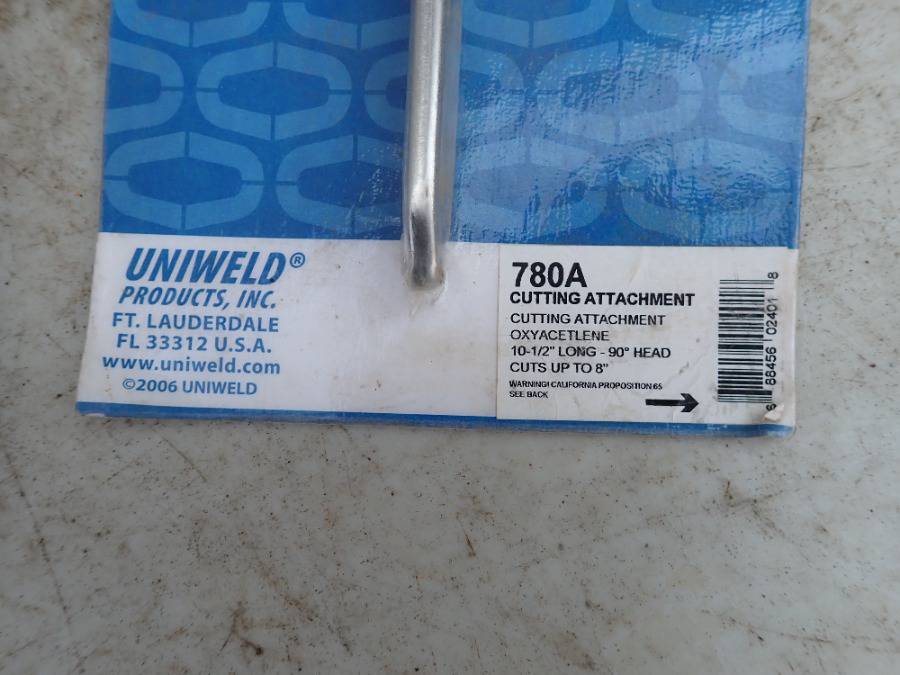 UNIWELD®
PRODUCTS, INC.
FT. LAUDERDALE
FL 33312 U.S.A.
www.uniweld.com
©2006 UNIWELD
780A
CUTTING ATTACHMENT
CUTTING ATTACHMENT
OXYACETLENE
10-1/2" LONG - 90° HEAD
CUTS UP TO 8"
WARNING! CALIFORNIA PROPOSITION 65
SEE BACK
6 88456 02401 8